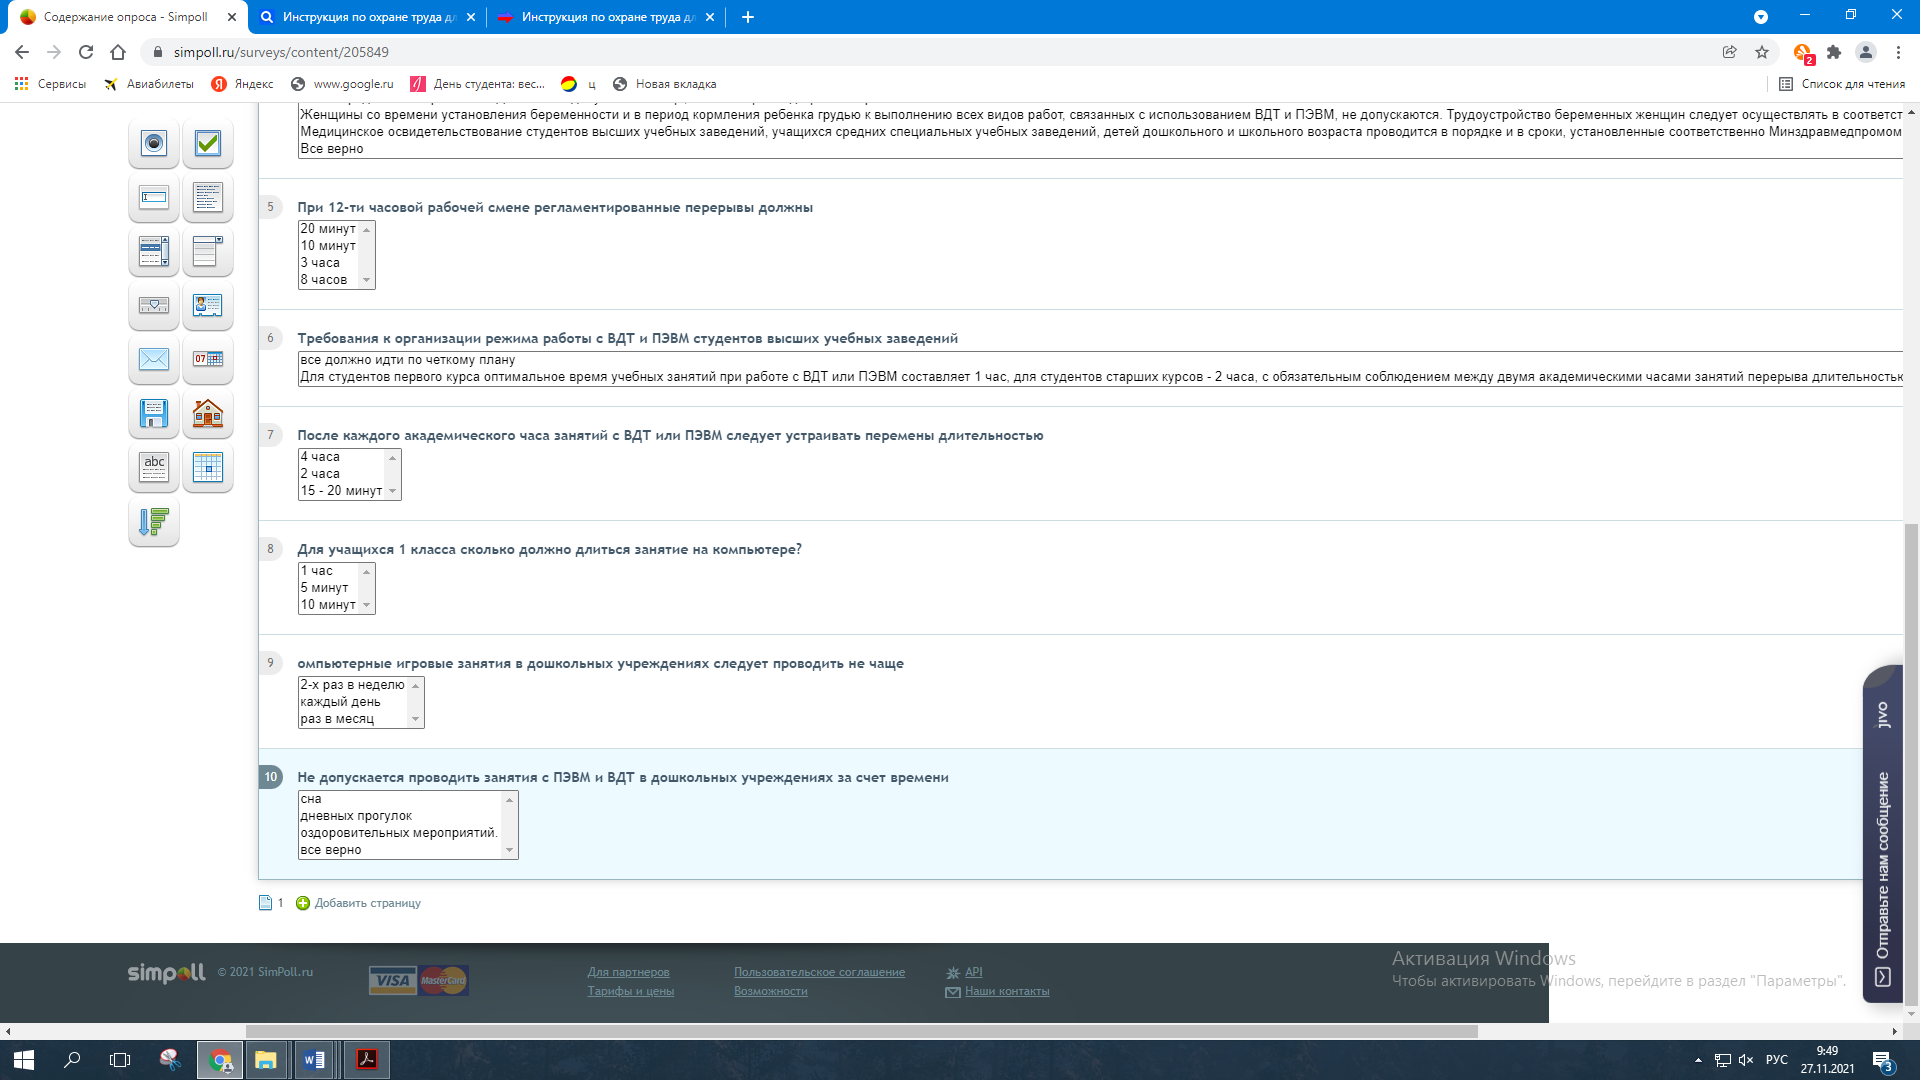 Содержание опроса - Simpoll
Инструкция по охране труда дл
Инструкция по охране труда дл
simpoll.ru/surveys/content/205849
2
Сервисы
Авиабилеты
Яндекс
www.google.ru
День студента: вес...
ц
Новая вкладка
Список для чтения
Женщины со времени установления беременности и в период кормления ребенка грудью к выполнению всех видов работ, связанных с использованием ВДТ и ПЭВМ, не допускаются. Трудоустройство беременных женщин следует осуществлять в соответст
Медицинское освидетельствование студентов высших учебных заведений, учащихся средних специальных учебных заведений, детей дошкольного и школьного возраста проводится в порядке и в сроки, установленные соответственно Минздравмедпромом
Все верно
5 При 12-ти часовой рабочей смене регламентированные перерывы должны
20 минут
10 минут
3 часа
8 часов
6 Требования к организации режима работы с ВДТ и ПЭВМ студентов высших учебных заведений
все должно идти по четкому плану
Для студентов первого курса оптимальное время учебных занятий при работе с ВДТ или ПЭВМ составляет 1 час, для студентов старших курсов - 2 часа, с обязательным соблюдением между двумя академическими часами занятий перерыва длительностью
7 После каждого академического часа занятий с ВДТ или ПЭВМ следует устраивать перемены длительностью
4 часа
2 часа
15 - 20 минут
8 Для учащихся 1 класса сколько должно длиться занятие на компьютере?
1 час
5 минут
10 минут
9 омпьютерные игровые занятия в дошкольных учреждениях следует проводить не чаще
2-х раз в неделю
каждый день
раз в месяц
10 Не допускается проводить занятия с ПЭВМ и ВДТ в дошкольных учреждениях за счет времени
сна
дневных прогулок
оздоровительных мероприятий.
все верно
07
abc
1 Добавить страницу
jivo
Отправьте нам сообщение
simpoll © 2021 SimPoll.ru
VISA MasterCard
Для партнеров
Тарифы и цены
Пользовательское соглашение
Возможности
API
Наши контакты
Активация Windows
Чтобы активировать Windows, перейдите в раздел "Параметры".
РУС
9:49
27.11.2021
3